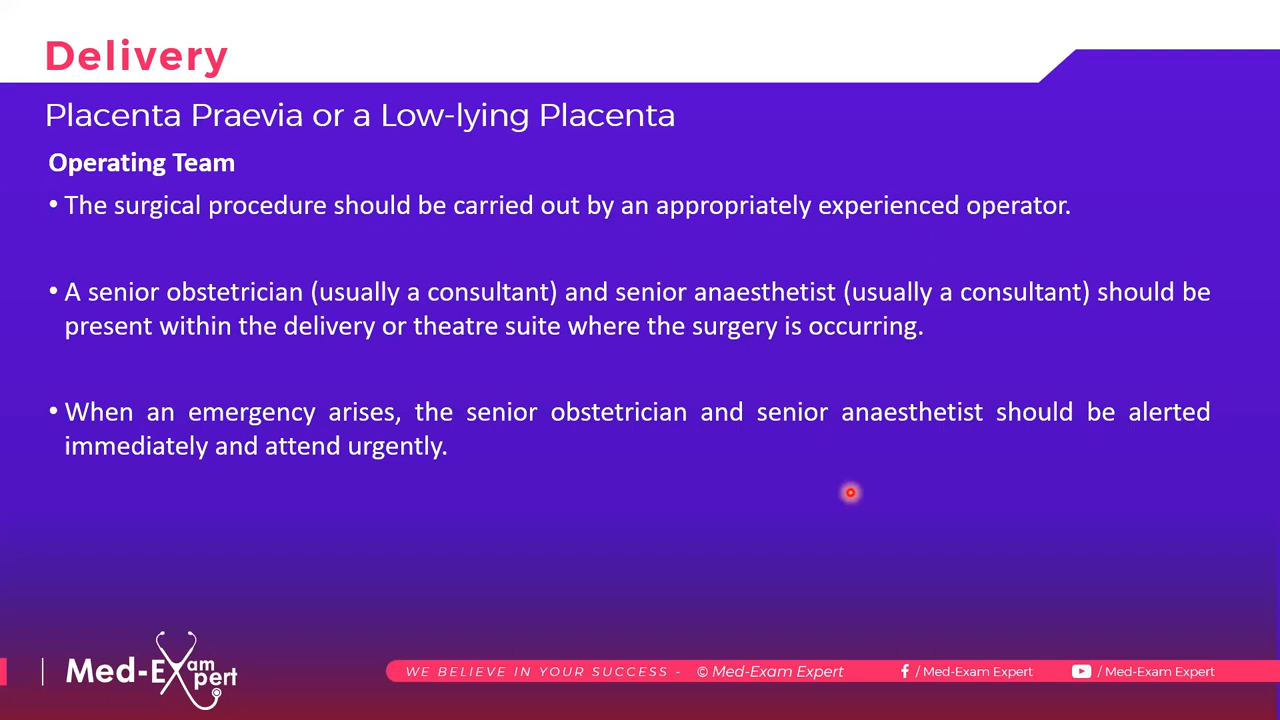 Delivery
Placenta Praevia or a Low-lying Placenta
Operating Team
• The surgical procedure should be carried out by an appropriately experienced operator.
• A senior obstetrician (usually a consultant) and senior anaesthetist (usually a consultant) should be
present within the delivery or theatre suite where the surgery is occurring.
• When an emergency arises, the senior obstetrician and senior anaesthetist should be alerted
immediately and attend urgently.
Med-Exam Expert
WE BELIEVE IN YOUR SUCCESS - © Med-Exam Expert / Med-Exam Expert / Med-Exam Expert